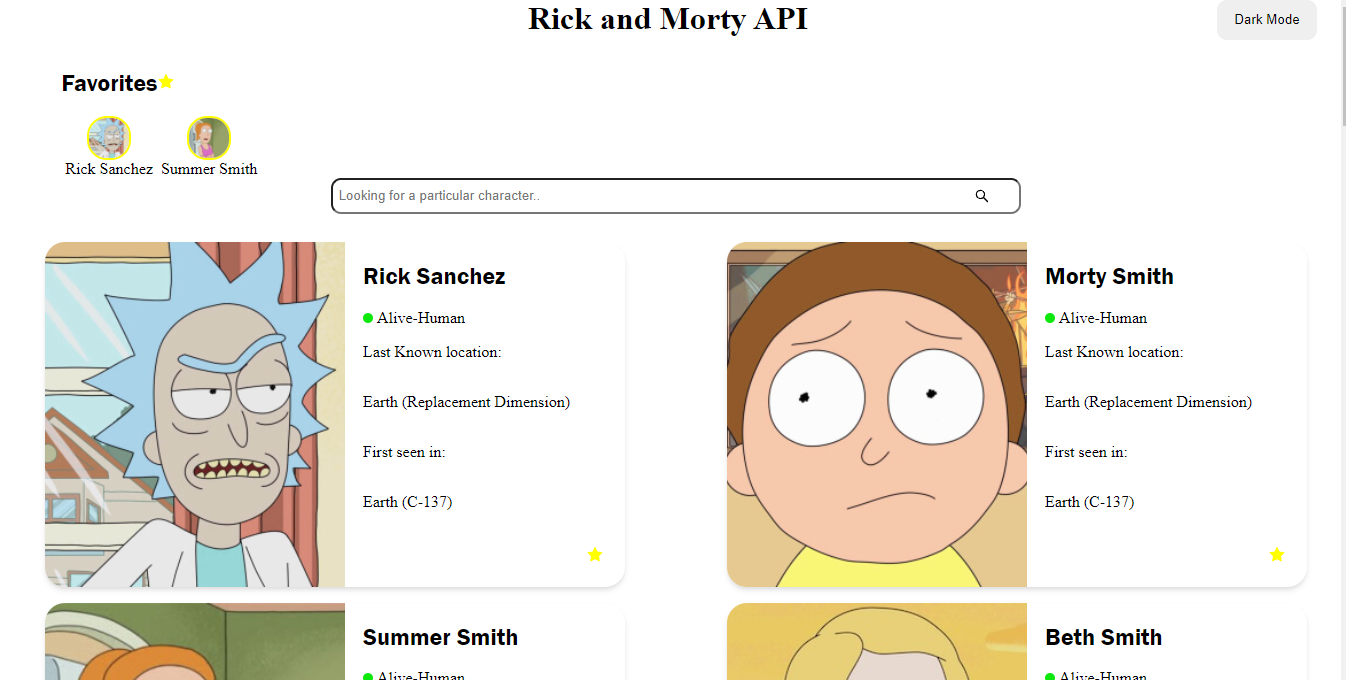 Rick and Morty API
Dark Mode
Favorites
Rick Sanchez
Summer Smith
Looking for a particular character..
Rick Sanchez
Alive-Human
Last Known location:
Earth (Replacement Dimension)
First seen in:
Earth (C-137)
Morty Smith
Alive-Human
Last Known location:
Earth (Replacement Dimension)
First seen in:
Earth (C-137)
Summer Smith
Alive-Human
Beth Smith
Alive-Human